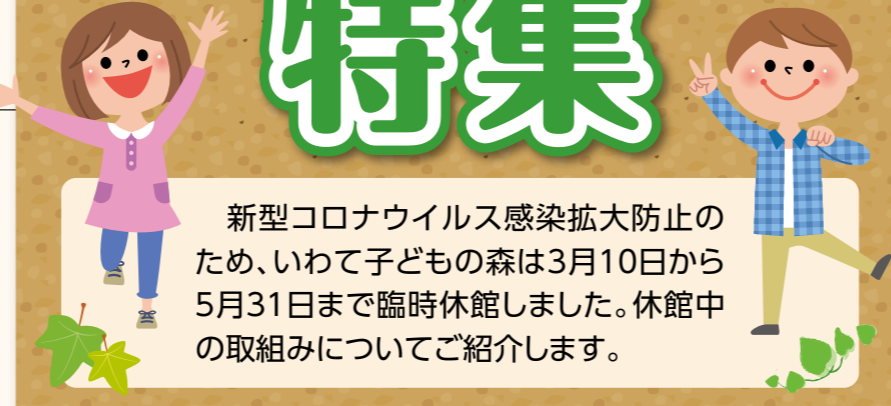 特集
新型コロナウイルス感染拡大防止の
ため、いわて子どもの森は3月10日から
5月31日まで臨時休館しました。休館中
の取組みについてご紹介します。